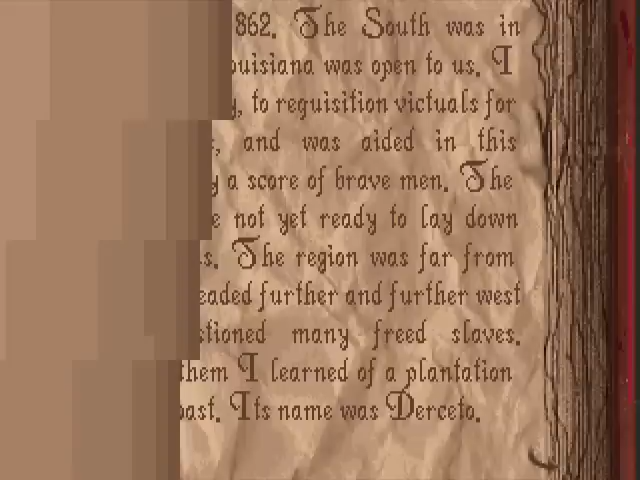 862. The South was in
ouisiana was open to us. I
, to requisition victuals for
, and was aided in this
a score of brave men. The
not yet ready to lay down
s. The region was far from
eaded further and further west
stioned many freed slaves.
them I learned of a plantation
oast. Its name was Derceto.